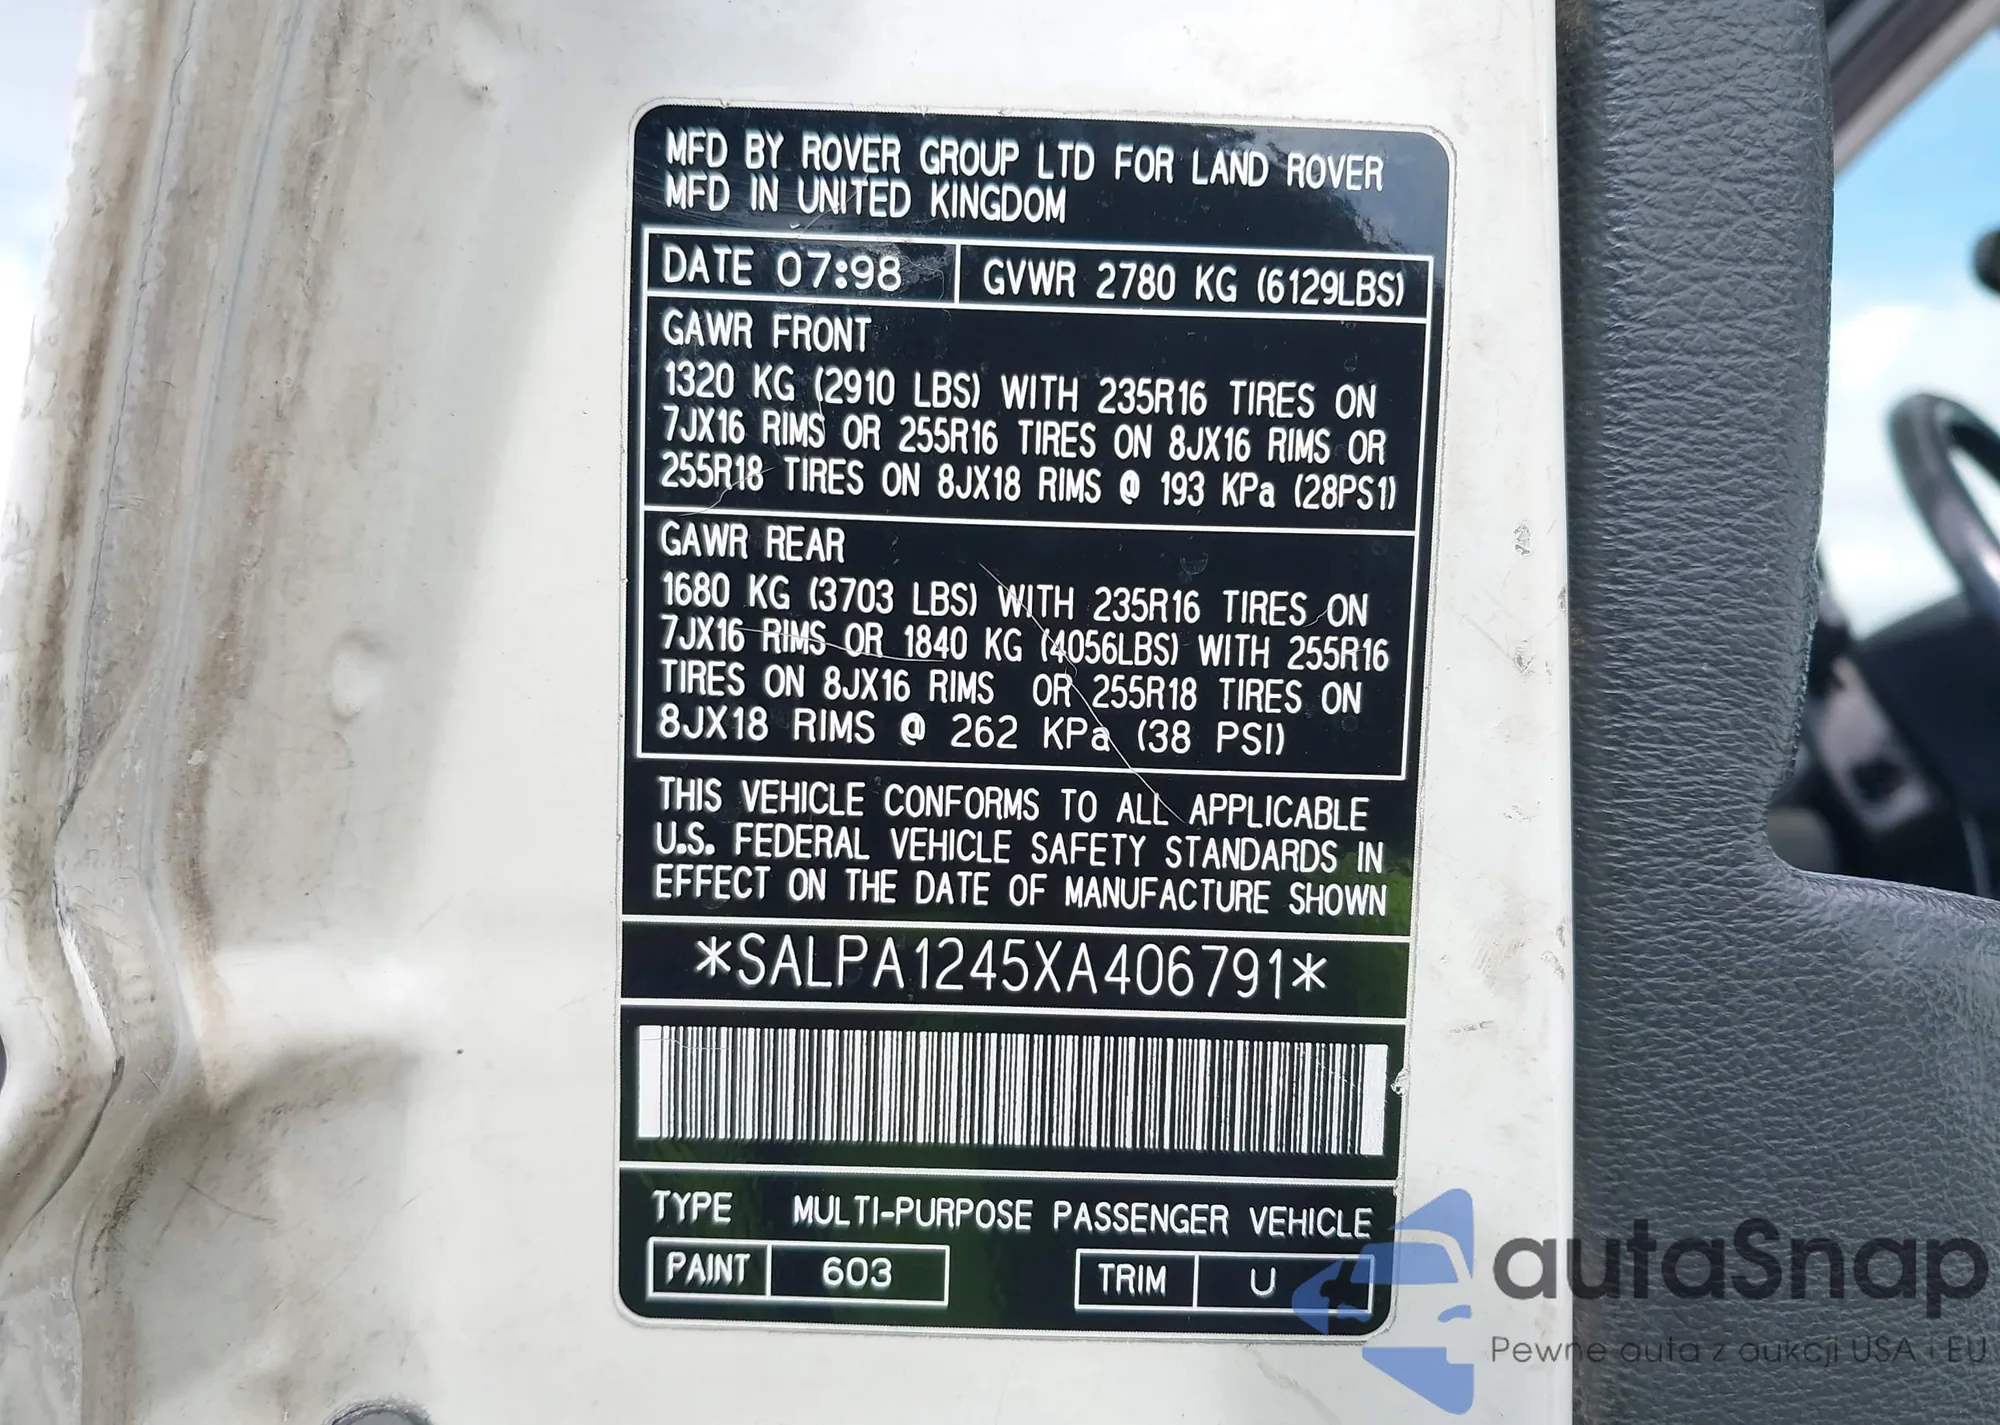 MFD BY ROVER GROUP LTD FOR LAND ROVER
MFD IN UNITED KINGDOM
DATE 07:98 GVWR 2780 KG (6129LBS)
GAWR FRONT
1320 KG (2910 LBS) WITH 235R16 TIRES ON
7JX16 RIMS OR 255R16 TIRES ON 8JX16 RIMS OR
255R18 TIRES ON 8JX18 RIMS @ 193 KPa (28PS1)
GAWR REAR
1680 KG (3703 LBS) WITH 235R16 TIRES ON
7JX16 RIMS OR 1840 KG (4056LBS) WITH 255R16
TIRES ON 8JX16 RIMS OR 255R18 TIRES ON
8JX18 RIMS @ 262 KPa (38 PSI)
THIS VEHICLE CONFORMS TO ALL APPLICABLE
U.S. FEDERAL VEHICLE SAFETY STANDARDS IN
EFFECT ON THE DATE OF MANUFACTURE SHOWN
*SALPA1245XA406791*
TYPE MULTI-PURPOSE PASSENGER VEHICLE
PAINT 603 TRIM U
autaSnap
Pewne auta z aukcji USA i EU